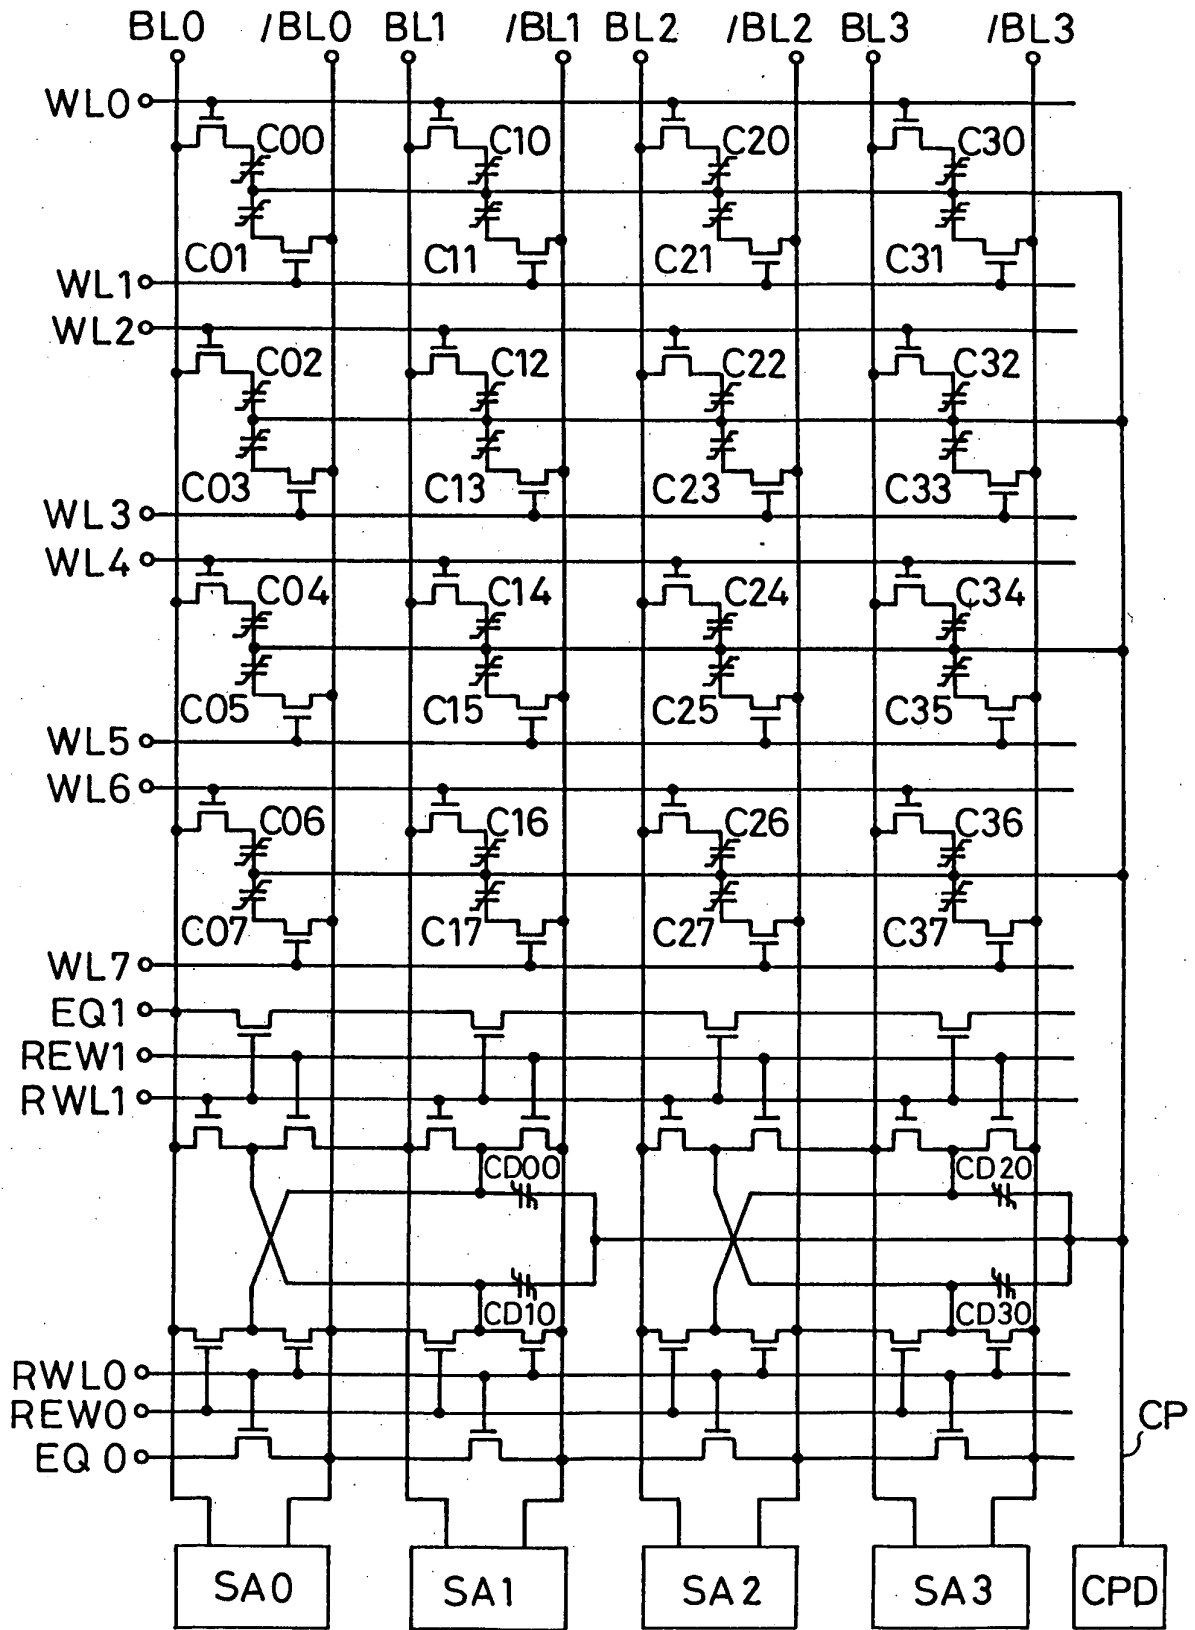 BL0 /BL0 BL1 /BL1 BL2 /BL2 BL3 /BL3
WL0
C00 C10 C20 C30
C01 C11 C21 C31
WL1
WL2
C02 C12 C22 C32
C03 C13 C23 C33
WL3
WL4
C04 C14 C24 C34
C05 C15 C25 C35
WL5
WL6
C06 C16 C26 C36
C07 C17 C27 C37
WL7
EQ1
REW1
RWL1
CD00 CD20
CD10 CD30
RWL0
REW0
CP
EQ0
SA0 SA1 SA2 SA3 CPD